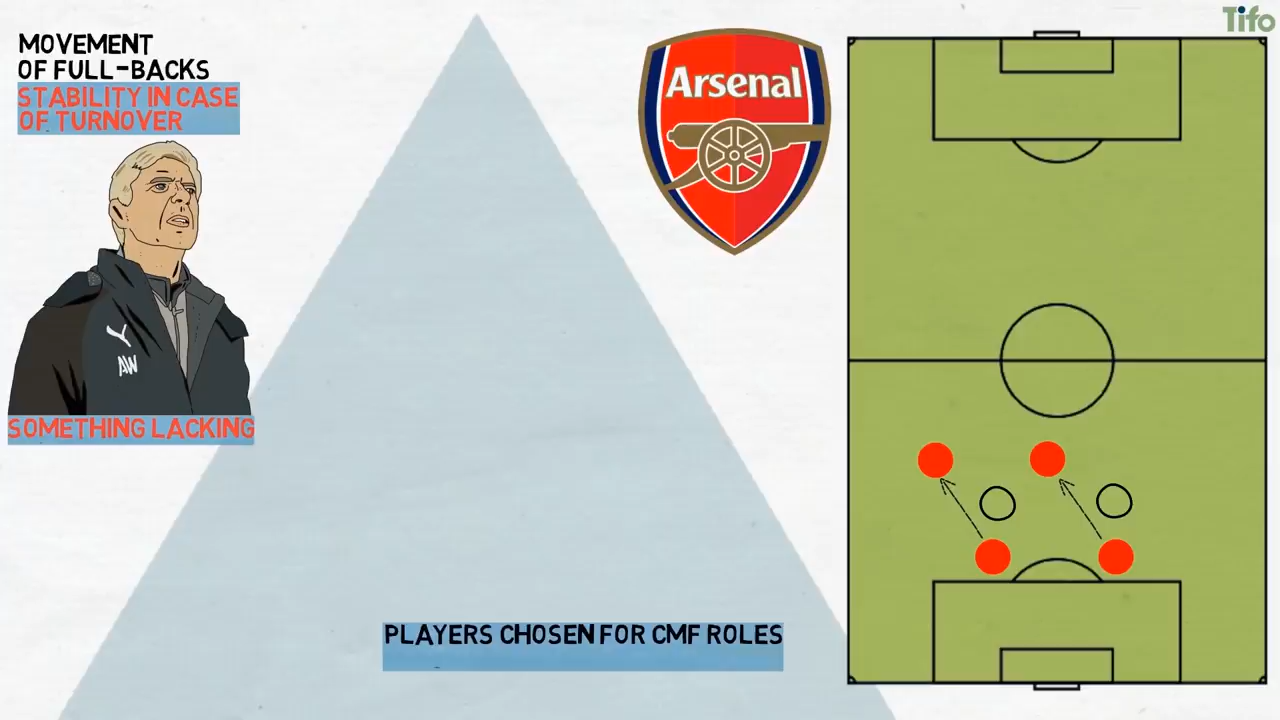 MOVEMENT
OF FULL-BACKS
STABILITY IN CASE
OF TURNOVER
AW
SOMETHING LACKING
Arsenal
Tifo
PLAYERS CHOSEN FOR CMF ROLES